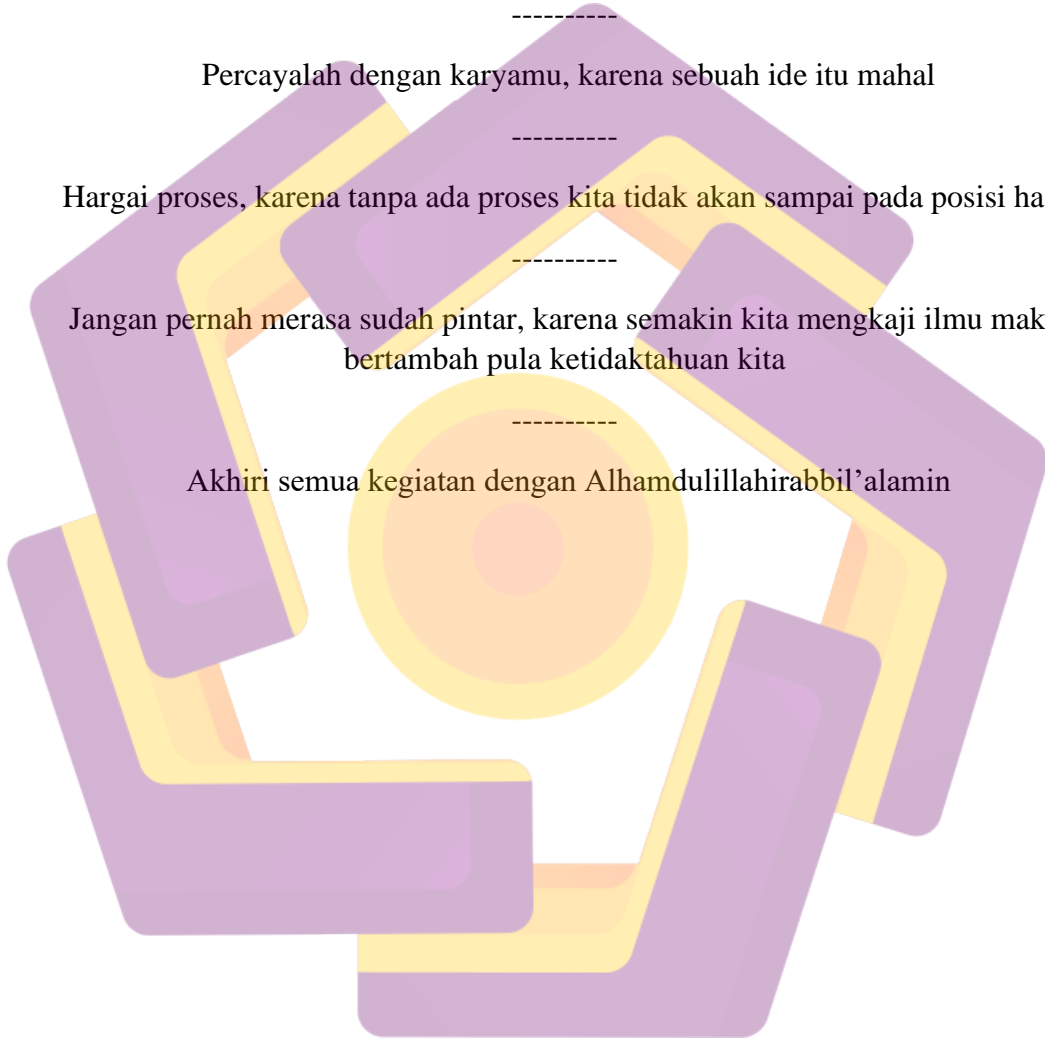 ----------
Percayalah dengan karyamu, karena sebuah ide itu mahal
----------
Hargai proses, karena tanpa ada proses kita tidak akan sampai pada posisi ha
----------
Jangan pernah merasa sudah pintar, karena semakin kita mengkaji ilmu mak
bertambah pula ketidaktahuan kita
----------
Akhiri semua kegiatan dengan Alhamdulillahirabbil’alamin